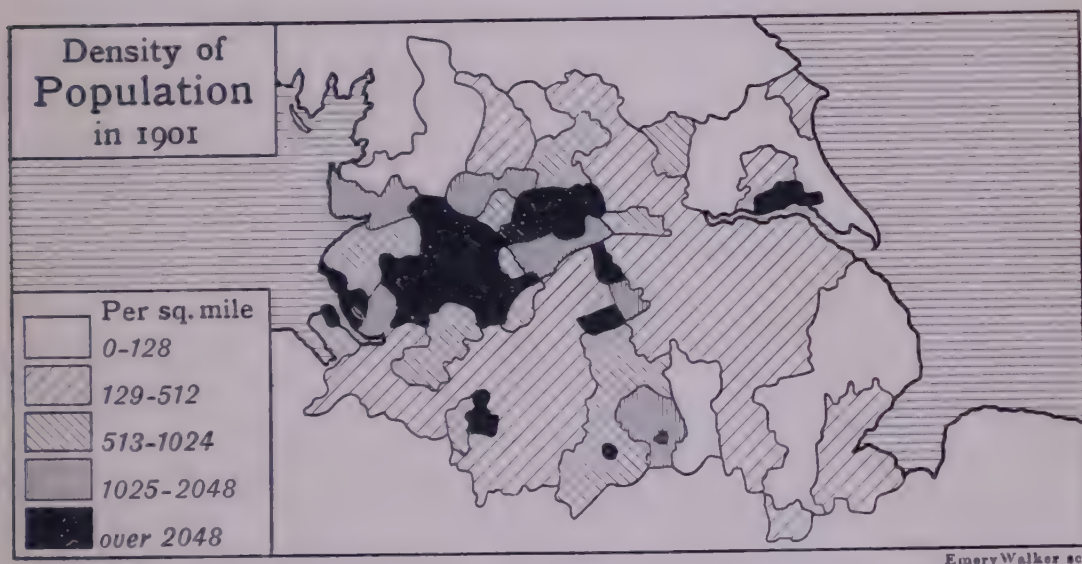 Density of
Population
in 1901
Per sq. mile
0-128
129-512
513-1024
1025-2048
over 2048
Emery Walker sc